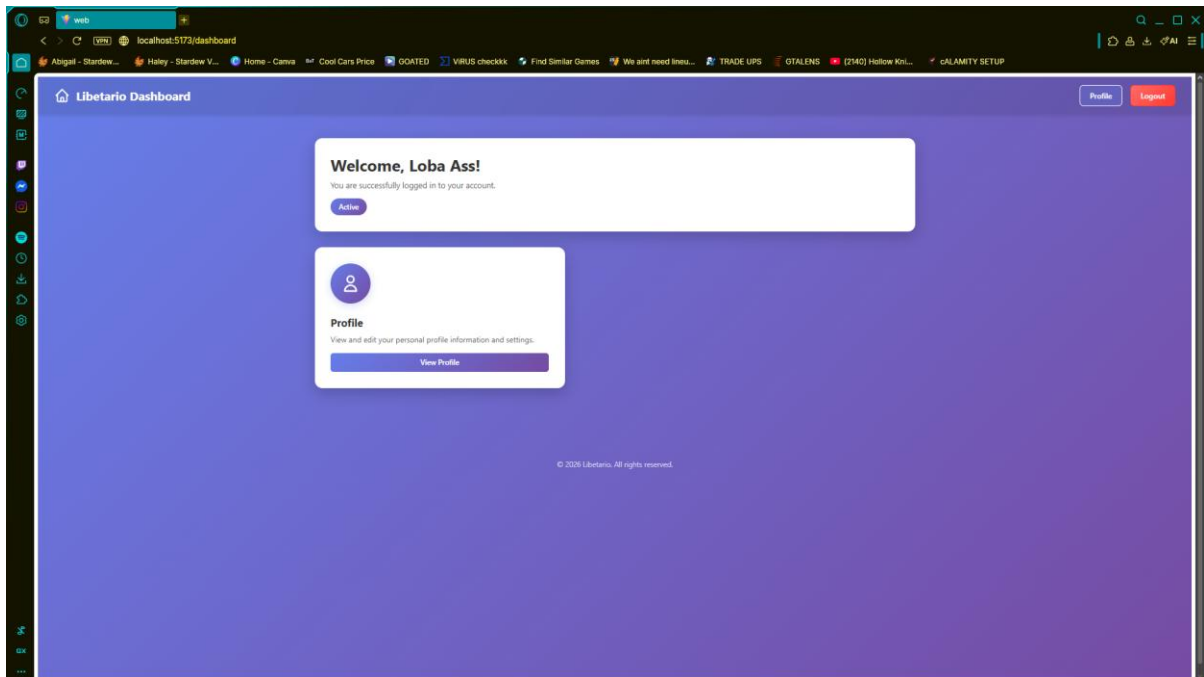 web
VPN
localhost:5173/dashboard
AI
Abigail - Stardew...
Haley - Stardew V...
Home - Canva
Cool Cars Price
GOATED
ViRUS checkkk
Find Similar Games
We aint need lineu...
TRADE UPS
GTALENS
(2140) Hollow Kni...
cALAMITY SETUP
Libetario Dashboard
Profile
Logout
Welcome, Loba Ass!
You are successfully logged in to your account.
Active
Profile
View and edit your personal profile information and settings.
View Profile
© 2026 Libetario. All rights reserved.
GX